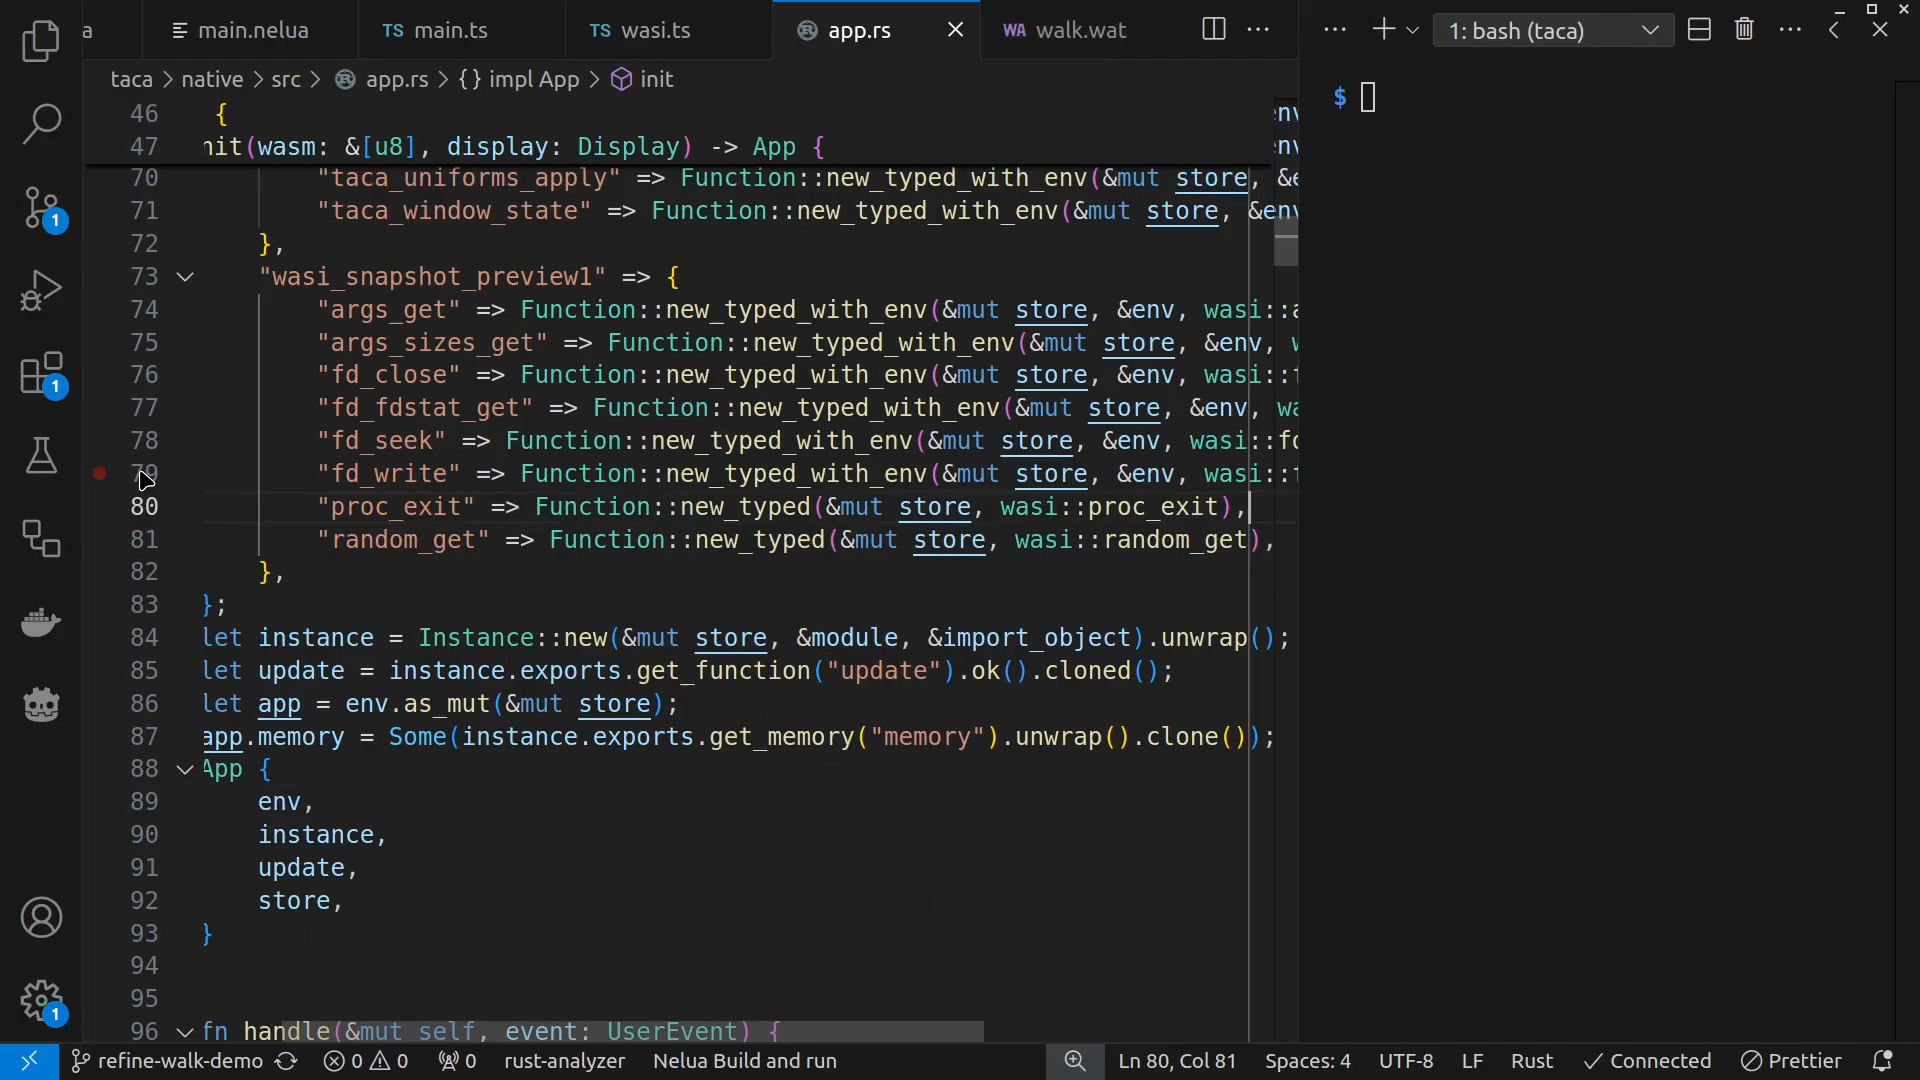 a
main.nelua
TS main.ts
TS wasi.ts
app.rs
WA walk.wat
1: bash (taca)
taca > native > src > app.rs > {} impl App > init
$
46 {
47 nit(wasm: &[u8], display: Display) -> App {
70 "taca_uniforms_apply" => Function::new_typed_with_env(&mut store, &e
71 "taca_window_state" => Function::new_typed_with_env(&mut store, &env
72 },
73 "wasi_snapshot_preview1" => {
74 "args_get" => Function::new_typed_with_env(&mut store, &env, wasi::a
75 "args_sizes_get" => Function::new_typed_with_env(&mut store, &env, w
76 "fd_close" => Function::new_typed_with_env(&mut store, &env, wasi::f
77 "fd_fdstat_get" => Function::new_typed_with_env(&mut store, &env, wa
78 "fd_seek" => Function::new_typed_with_env(&mut store, &env, wasi::fd
79 "fd_write" => Function::new_typed_with_env(&mut store, &env, wasi::f
80 "proc_exit" => Function::new_typed(&mut store, wasi::proc_exit),
81 "random_get" => Function::new_typed(&mut store, wasi::random_get),
82 },
83 };
84 let instance = Instance::new(&mut store, &module, &import_object).unwrap();
85 let update = instance.exports.get_function("update").ok().cloned();
86 let app = env.as_mut(&mut store);
87 app.memory = Some(instance.exports.get_memory("memory").unwrap().clone());
88 App {
89 env,
90 instance,
91 update,
92 store,
93 }
94
95
96 fn handle(&mut self, event: UserEvent) {
1
1
1
refine-walk-demo
0
0
0
rust-analyzer
Nelua Build and run
Ln 80, Col 81
Spaces: 4
UTF-8
LF
Rust
Connected
Prettier